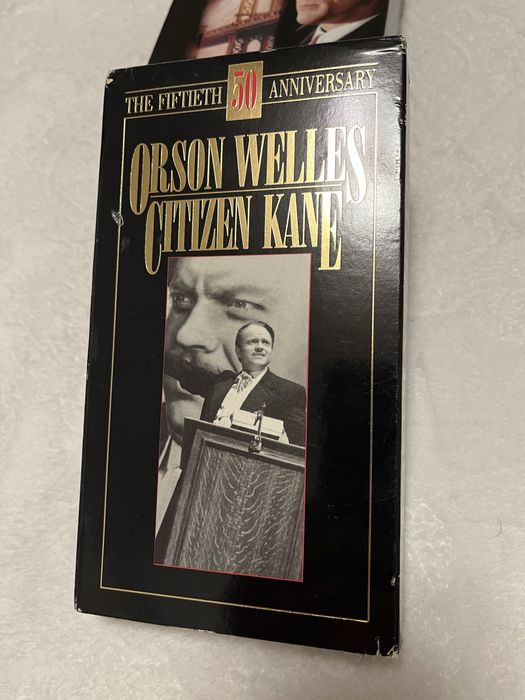 THE FIFTIETH 50 ANNIVERSARY
ORSON WELLES
CITIZEN KANE